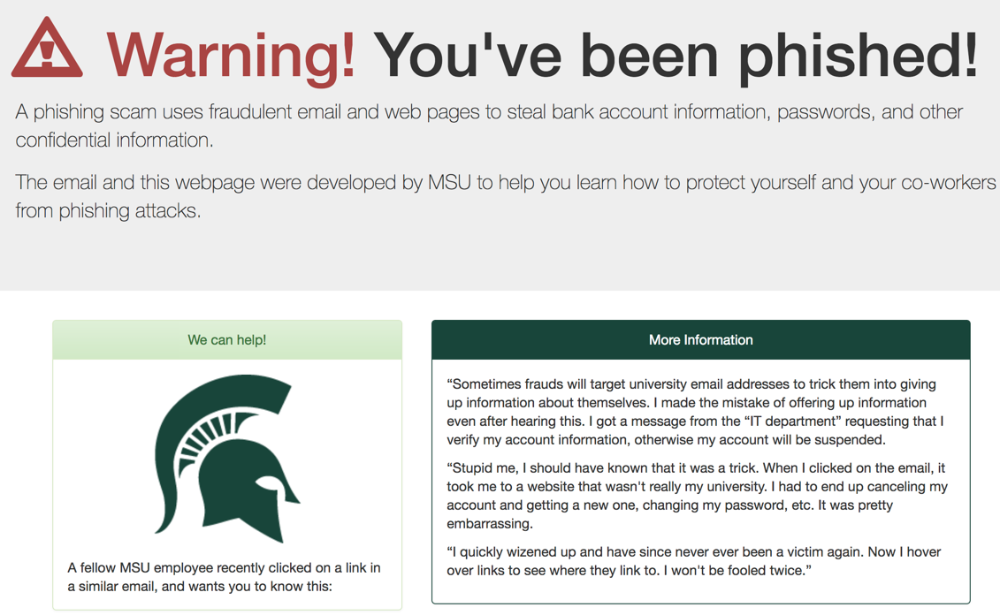 Warning! You've been phished!
A phishing scam uses fraudulent email and web pages to steal bank account information, passwords, and other
confidential information.
The email and this webpage were developed by MSU to help you learn how to protect yourself and your co-workers
from phishing attacks.
We can help!
A fellow MSU employee recently clicked on a link in
a similar email, and wants you to know this:
More Information
“Sometimes frauds will target university email addresses to trick them into giving
up information about themselves. I made the mistake of offering up information
even after hearing this. I got a message from the “IT department” requesting that I
verify my account information, otherwise my account will be suspended.
“Stupid me, I should have known that it was a trick. When I clicked on the email, it
took me to a website that wasn't really my university. I had to end up canceling my
account and getting a new one, changing my password, etc. It was pretty
embarrassing.
“I quickly wizened up and have since never ever been a victim again. Now I hover
over links to see where they link to. I won't be fooled twice.”